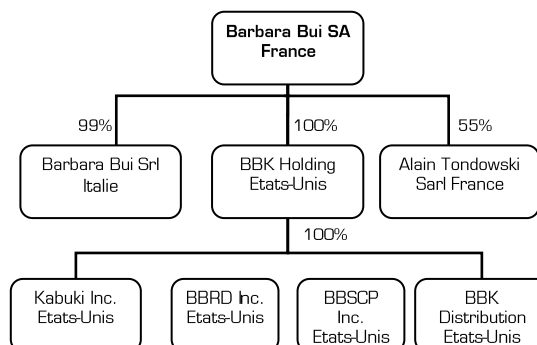 Barbara Bui SA
France
99%
100%
55%
Barbara Bui Srl
Italie
BBK Holding
Etats-Unis
Alain Tondowski
Sarl France
100%
Kabuki Inc.
Etats-Unis
BBRD Inc.
Etats-Unis
BBSCP
Inc.
Etats-Unis
BBK
Distribution
Etats-Unis